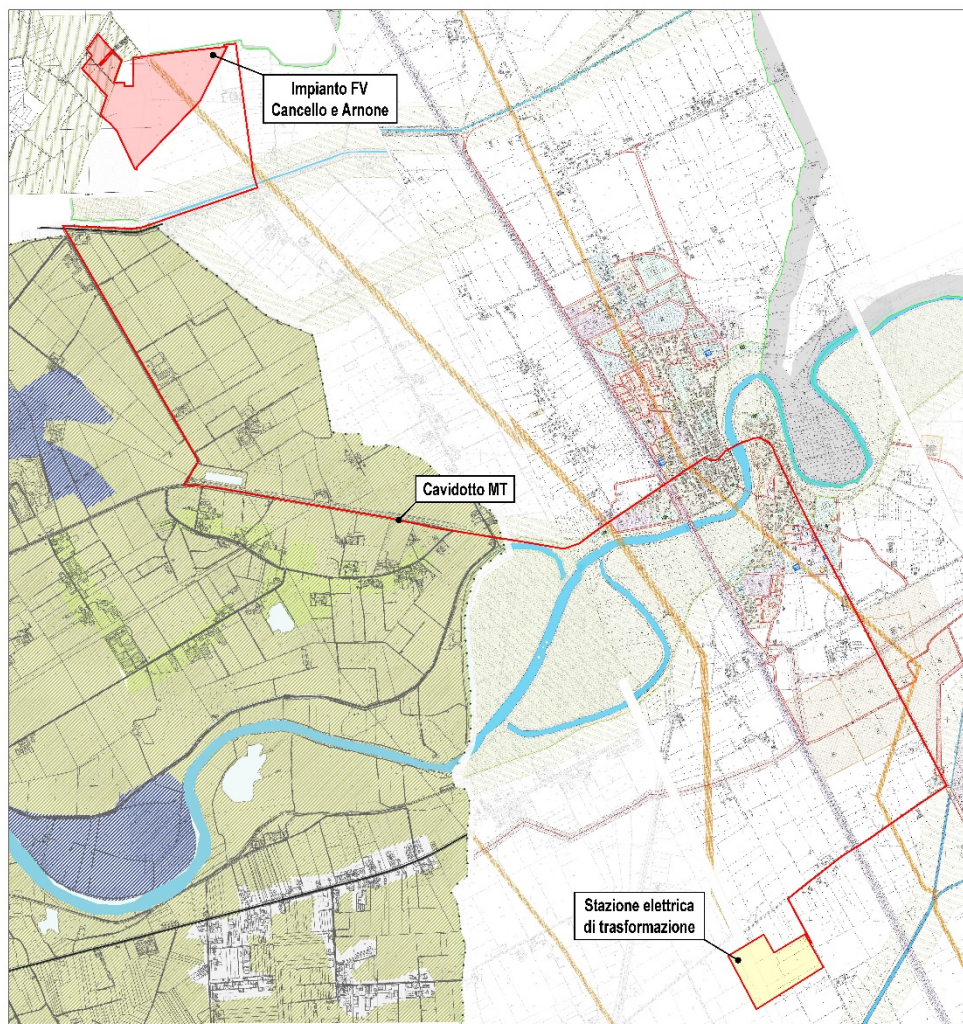 Impianto FV
Cancello e Arnone
Cavidotto MT
Stazione elettrica
di trasformazione